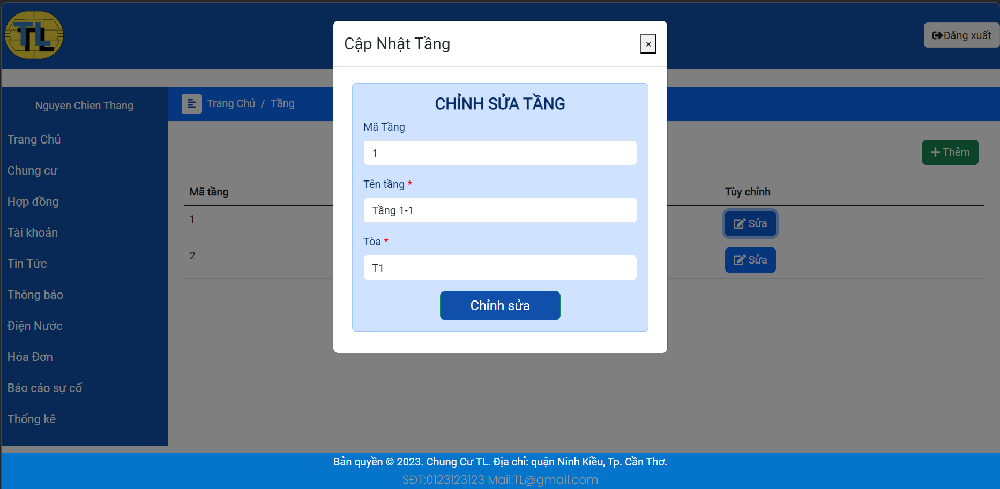 TL
Đăng xuất
Cập Nhật Tầng
×
Nguyen Chien Thang
Trang Chủ / Tầng
Trang Chủ
Chung cư
Hợp đồng
Tài khoản
Tin Tức
Thông báo
Điện Nước
Hóa Đơn
Báo cáo sự cố
Thống kê
Thêm
Mã tầng
Tùy chỉnh
1
Sửa
2
Sửa
CHỈNH SỬA TẦNG
Mã Tầng
1
Tên tầng *
Tầng 1-1
Tòa *
T1
Chỉnh sửa
Bản quyền © 2023. Chung Cư TL. Địa chỉ: quận Ninh Kiều, Tp. Cần Thơ.
SĐT:0123123123 Mail:TL@gmail.com